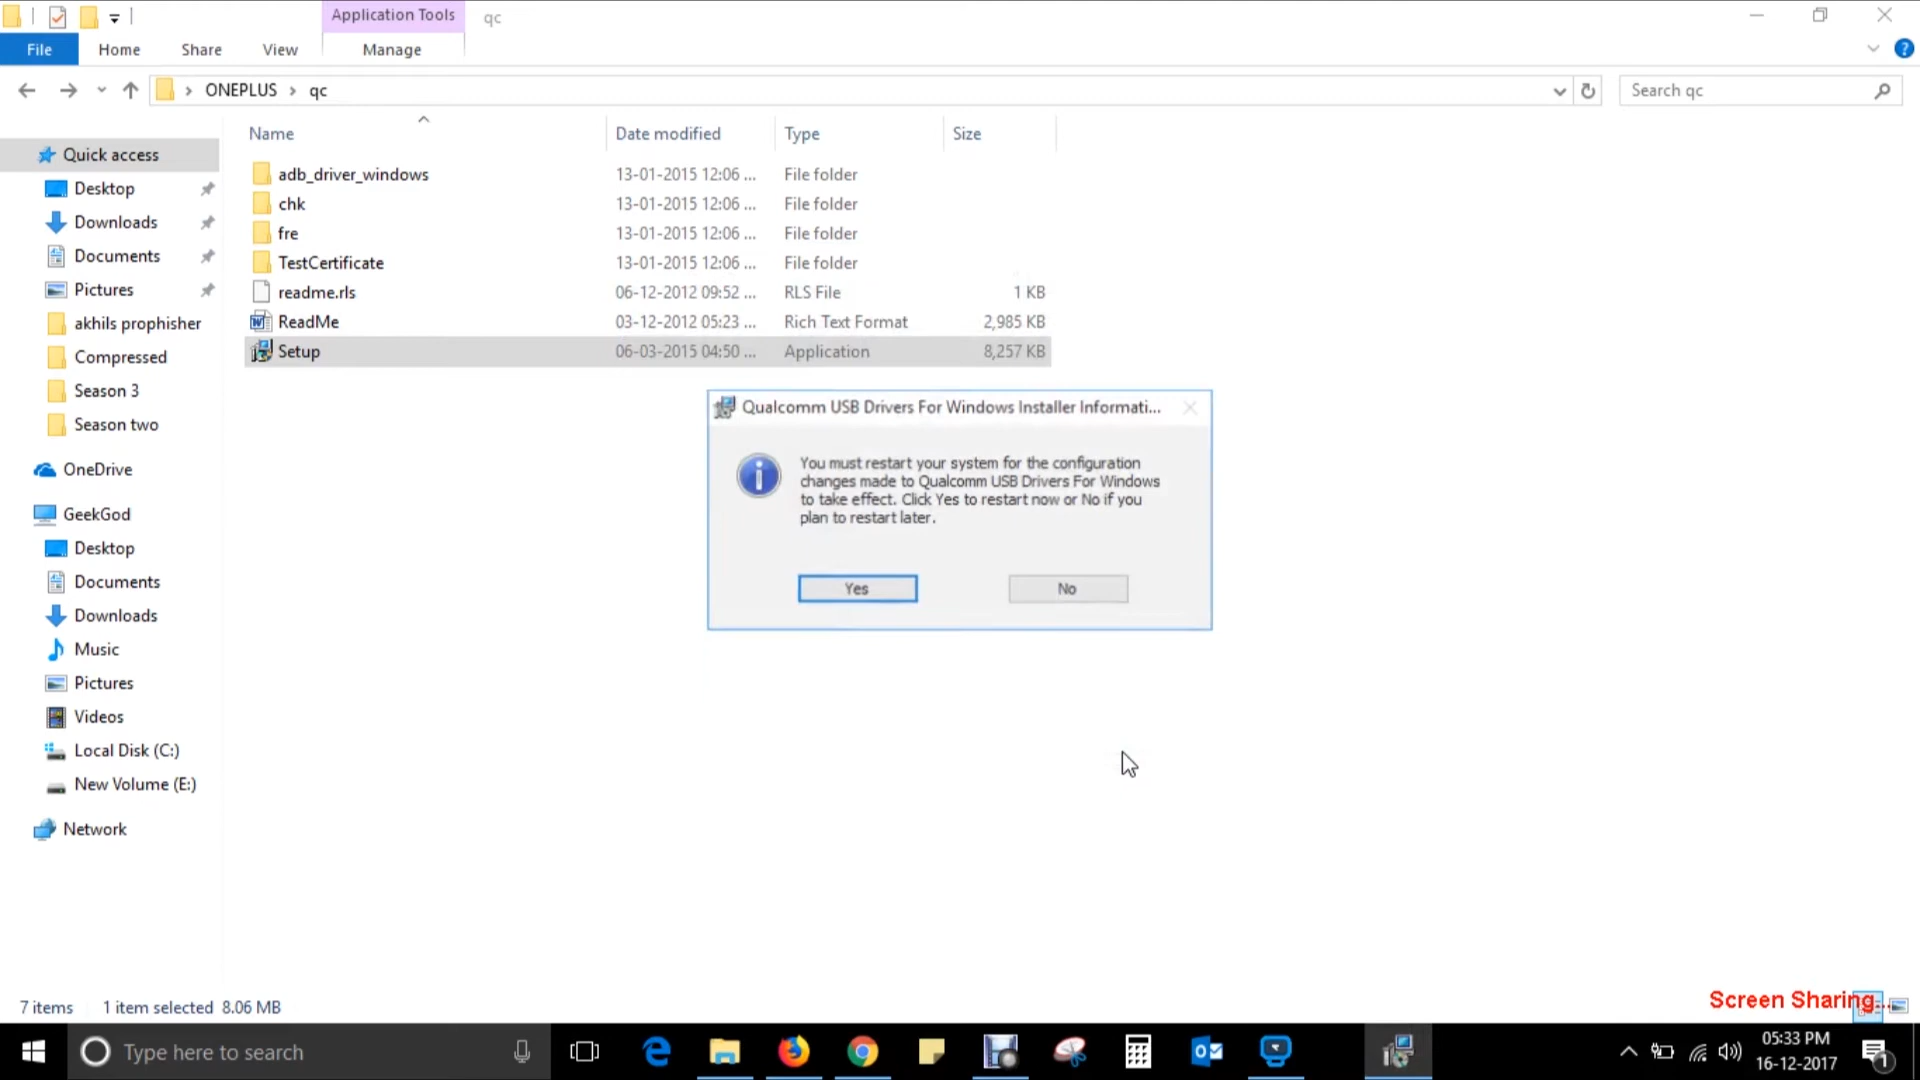 Application Tools
qc
File
Home
Share
View
Manage
ONEPLUS > qc
Search qc
Name
Date modified
Type
Size
Quick access
Desktop
Downloads
Documents
Pictures
akhils prophisher
Compressed
Season 3
Season two
OneDrive
GeekGod
Desktop
Documents
Downloads
Music
Pictures
Videos
Local Disk (C:)
New Volume (E:)
Network
adb_driver_windows 13-01-2015 12:06 ... File folder
chk 13-01-2015 12:06 ... File folder
fre 13-01-2015 12:06 ... File folder
TestCertificate 13-01-2015 12:06 ... File folder
readme.rls 06-12-2012 09:52 ... RLS File 1 KB
ReadMe 03-12-2012 05:23 ... Rich Text Format 2,985 KB
Setup 06-03-2015 04:50 ... Application 8,257 KB
Qualcomm USB Drivers For Windows Installer Informati...
You must restart your system for the configuration
changes made to Qualcomm USB Drivers For Windows
to take effect. Click Yes to restart now or No if you
plan to restart later.
Yes
No
7 items 1 item selected 8.06 MB
Screen Sharing...
Type here to search
05:33 PM
16-12-2017
1